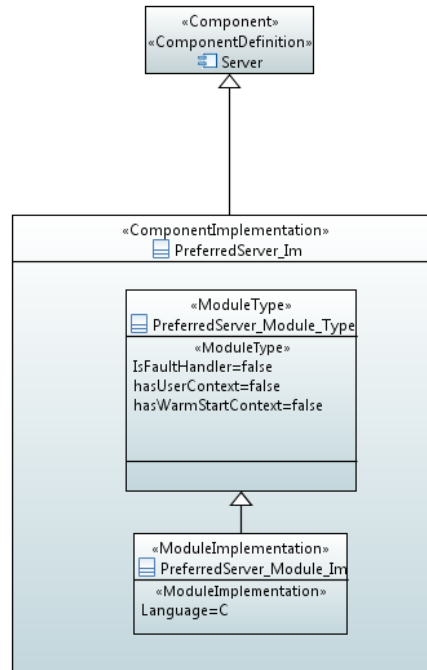 «Component»
«ComponentDefinition»
Server
«ComponentImplementation»
PreferredServer_Im
«ModuleType»
PreferredServer_Module_Type
«ModuleType»
IsFaultHandler=false
hasUserContext=false
hasWarmStartContext=false
«ModuleImplementation»
PreferredServer_Module_Im
«ModuleImplementation»
Language=C